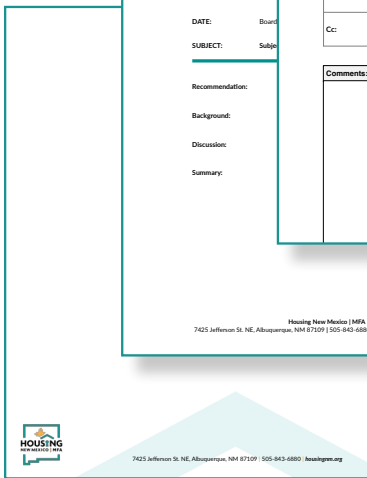 DATE: Board
SUBJECT: Subje
Recommendation:
Background:
Discussion:
Summary:
Cc:
Comments:
Housing New Mexico | MFA
7425 Jefferson St. NE, Albuquerque, NM 87109 | 505-843-688
HOUSING
NEW MEXICO | MFA
7425 Jefferson St. NE, Albuquerque, NM 87109 | 505-843-6880 | housingnm.org